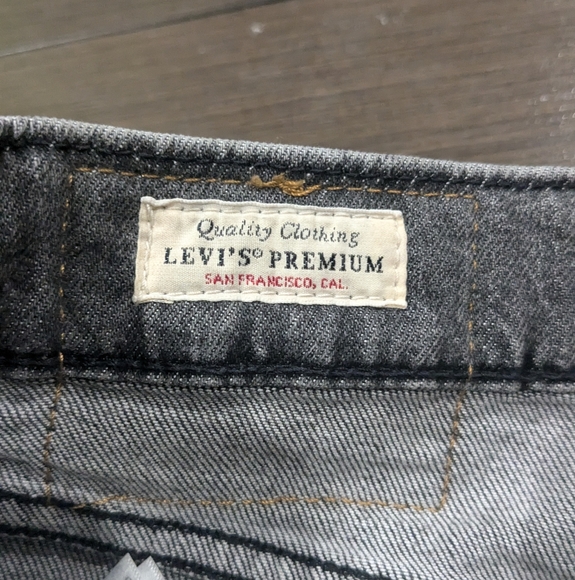 Quality Clothing
LEVI'S® PREMIUM
SAN FRANCISCO, CAL.